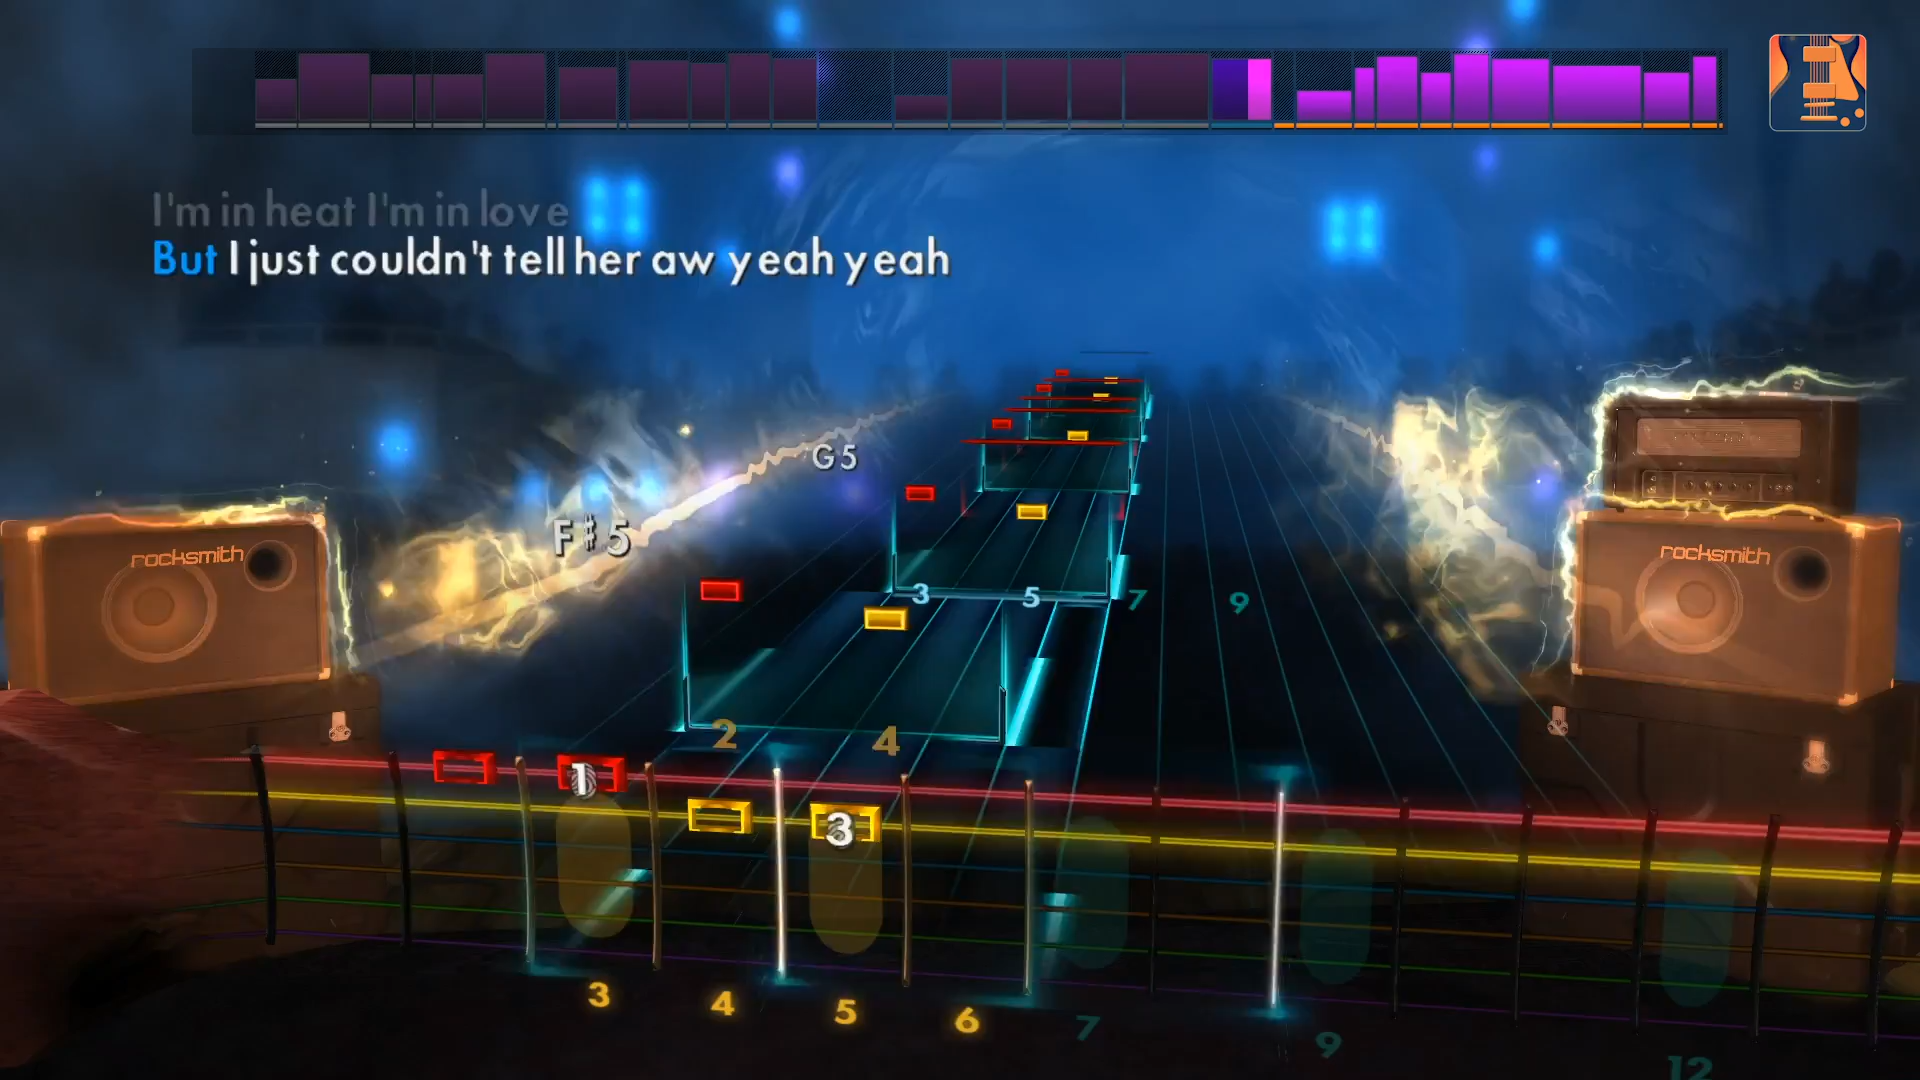 I'm in heat I'm in love
But I just couldn't tell her aw yeah yeah
G5
F♯5
rocksmith
rocksmith
3 5 7 9
2 4
1
3
3 4 5 6 7 9 12